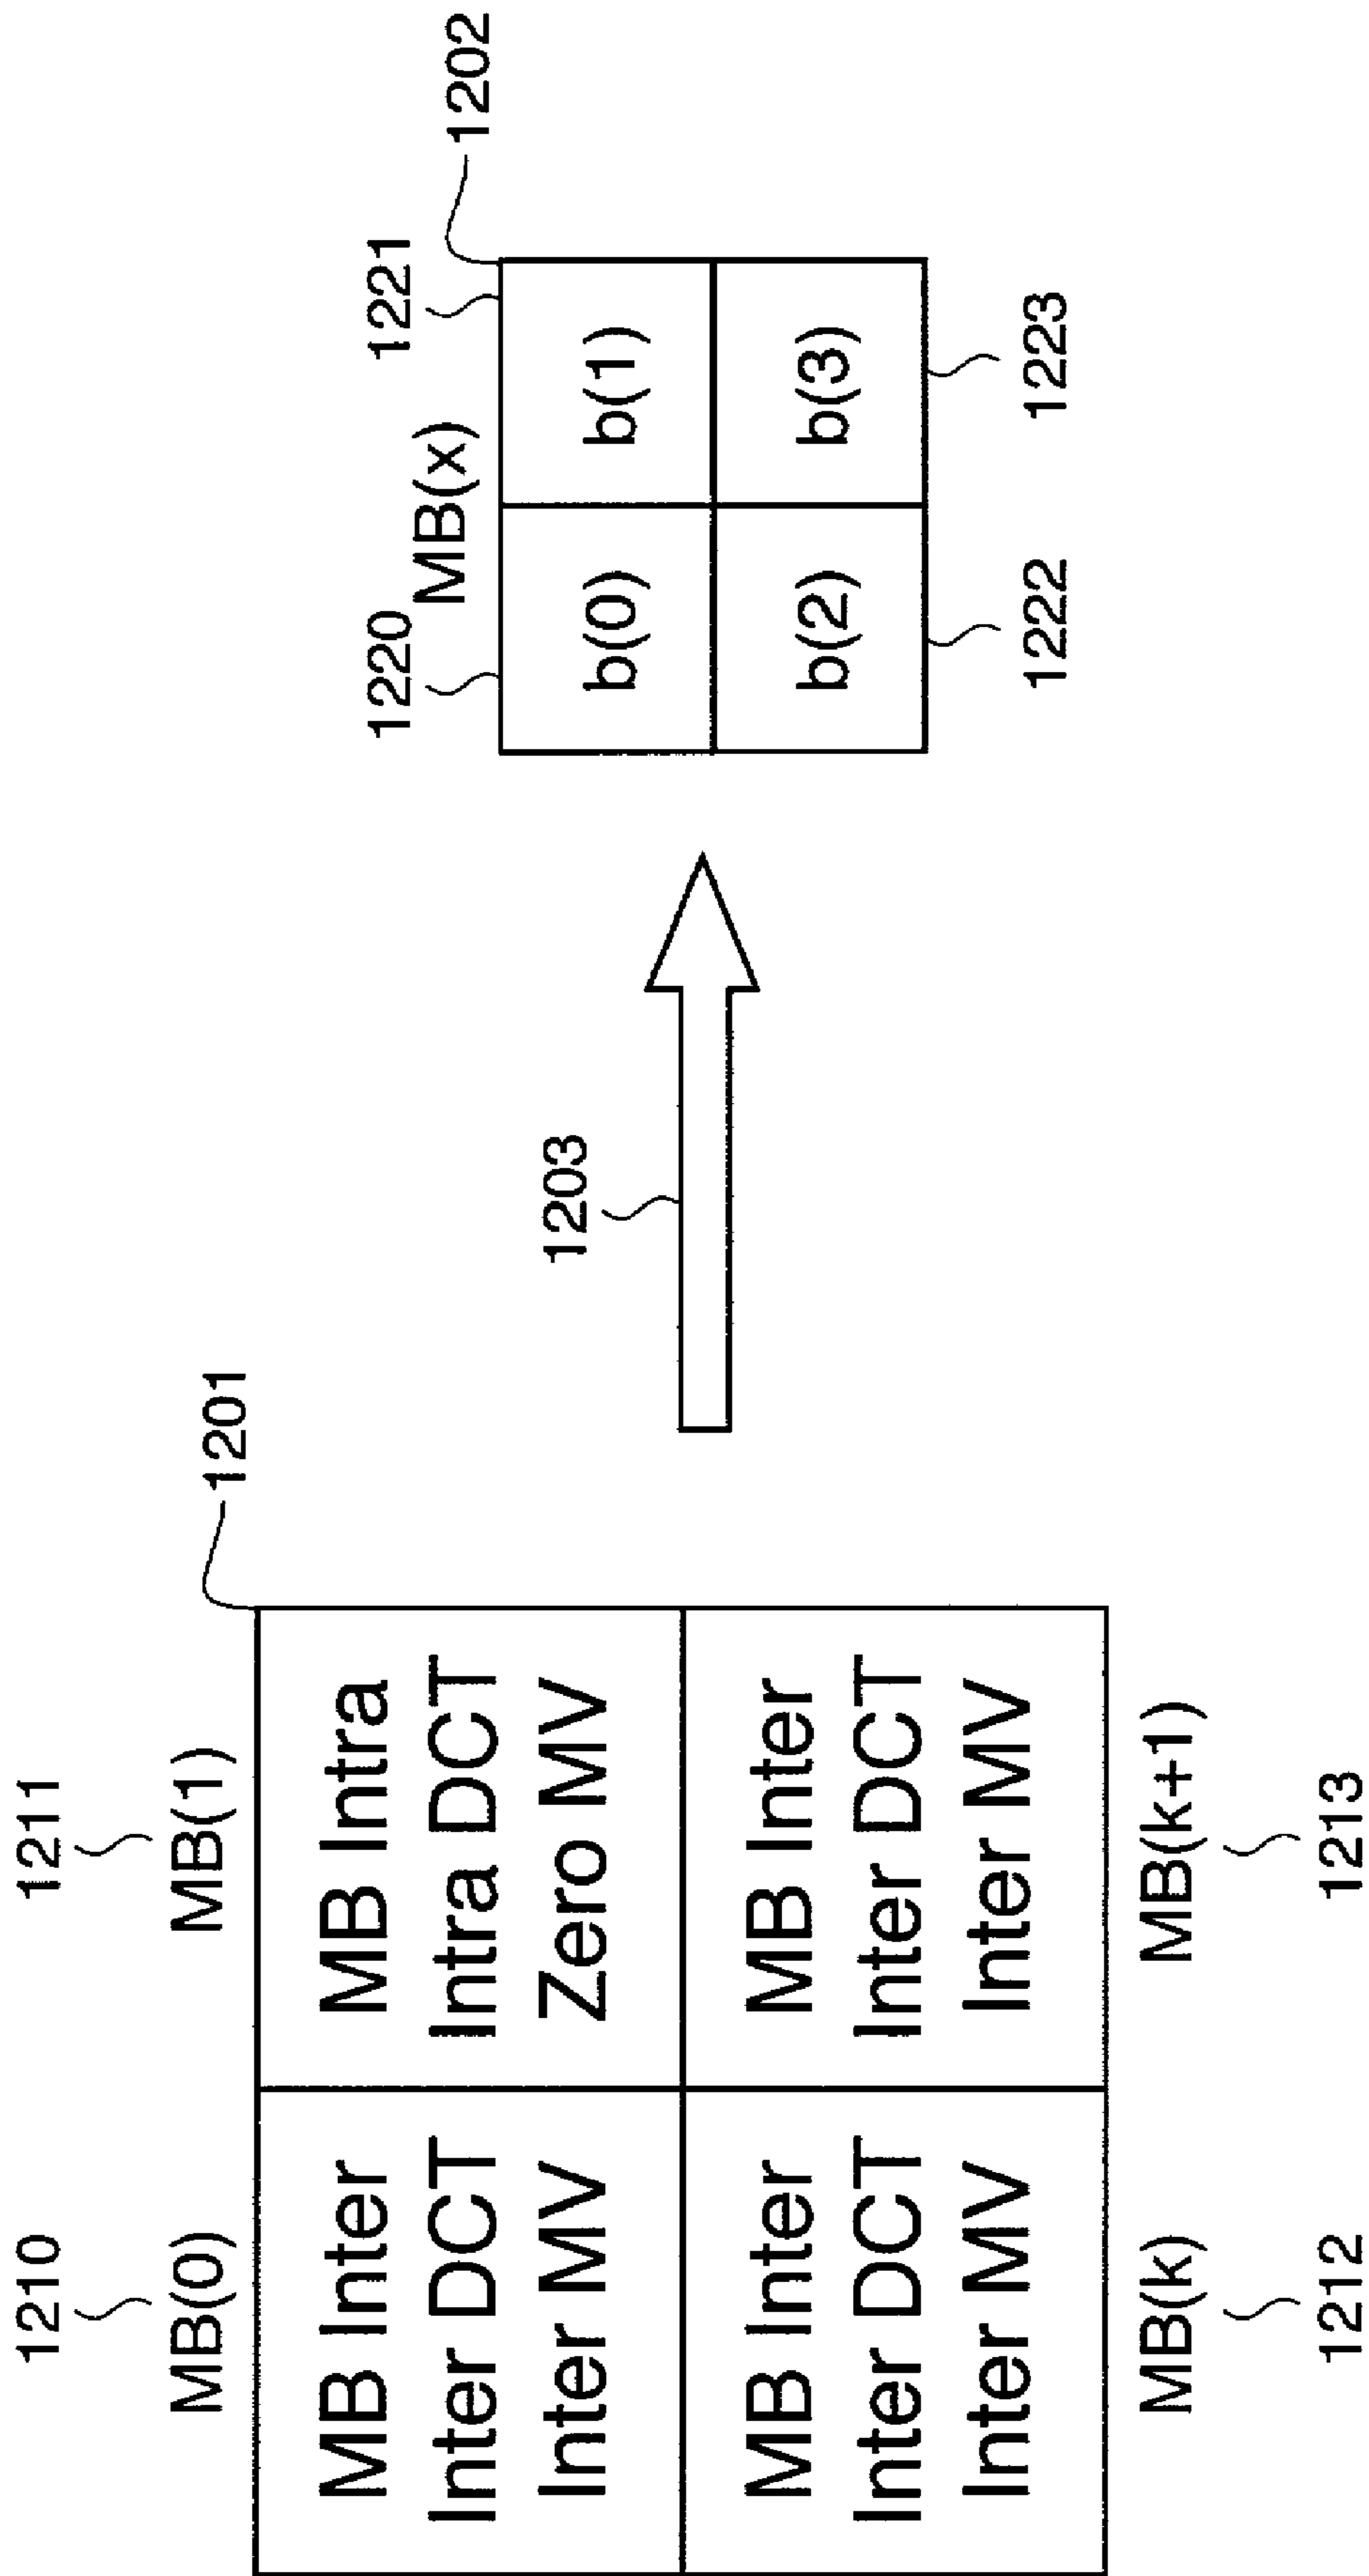 1210
1211
MB(0)
MB(1)
1201
MB Inter
Inter DCT
Inter MV
MB Intra
Intra DCT
Zero MV
MB Inter
Inter DCT
Inter MV
MB Inter
Inter DCT
Inter MV
MB(k)
MB(k+1)
1212
1213
1203
1220
1221
1202
MB(x)
b(0)
b(1)
b(2)
b(3)
1222
1223